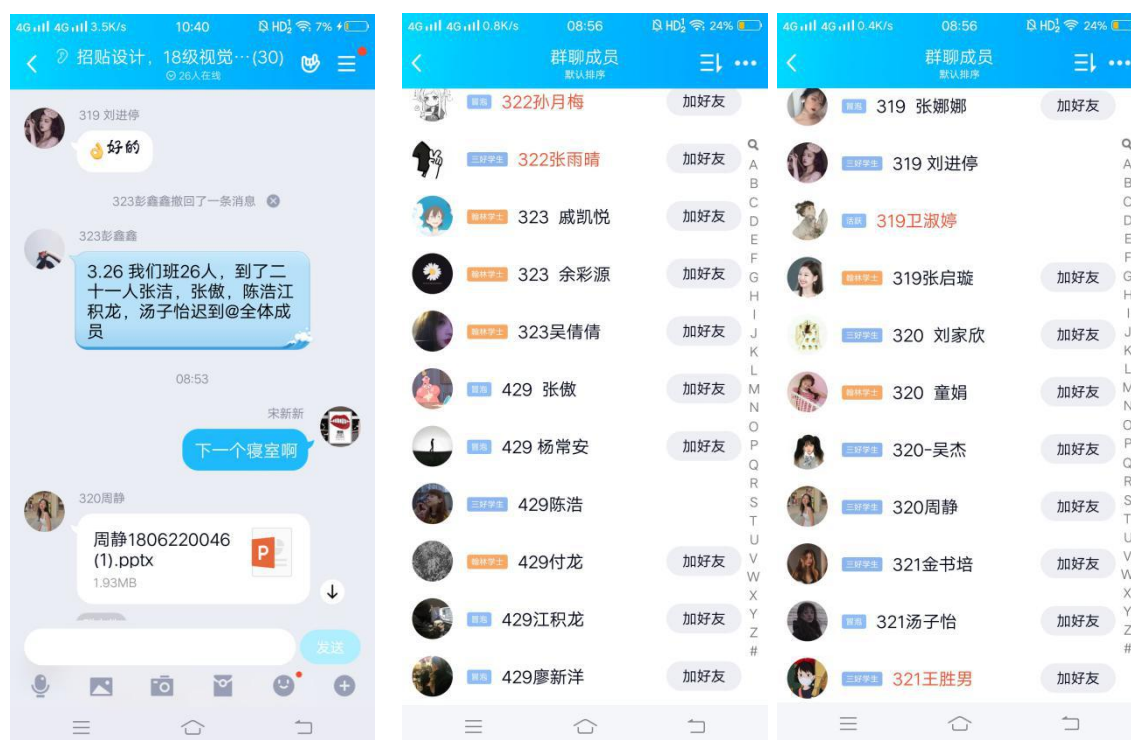 4G 4G 3.5K/s 10:40 HD 7%
招贴设计，18级视觉…(30)
26人在线
319 刘进停
👌好的
323彭鑫鑫撤回了一条消息
323彭鑫鑫
3.26 我们班26人，到了二
十一人张洁，张傲，陈浩江
积龙，汤子怡迟到@全体成
员
08:53
宋新新
下一个寝室啊
320周静
周静1806220046
(1).pptx
1.93MB
P
发送
4G 4G 0.8K/s 08:56 HD 24%
群聊成员
默认排序
冒泡 322孙月梅 加好友
三好学生 322张雨晴 加好友
翰林学士 323 戚凯悦 加好友
翰林学士 323 余彩源 加好友
翰林学士 323吴倩倩 加好友
冒泡 429 张傲 加好友
冒泡 429 杨常安 加好友
三好学生 429陈浩
翰林学士 429付龙 加好友
冒泡 429江积龙 加好友
冒泡 429廖新洋 加好友
A
B
C
D
E
F
G
H
I
J
K
L
M
N
O
P
Q
R
S
T
U
V
W
X
Y
Z
#
4G 4G 0.4K/s 08:56 HD 24%
群聊成员
默认排序
冒泡 319 张娜娜 加好友
三好学生 319 刘进停
活跃 319卫淑婷
翰林学士 319张启璇 加好友
三好学生 320 刘家欣 加好友
翰林学士 320 童娟 加好友
三好学生 320-吴杰 加好友
三好学生 320周静 加好友
三好学生 321金书培 加好友
冒泡 321汤子怡 加好友
三好学生 321王胜男 加好友
A
B
C
D
E
F
G
H
I
J
K
L
M
N
O
P
Q
R
S
T
U
V
W
X
Y
Z
#